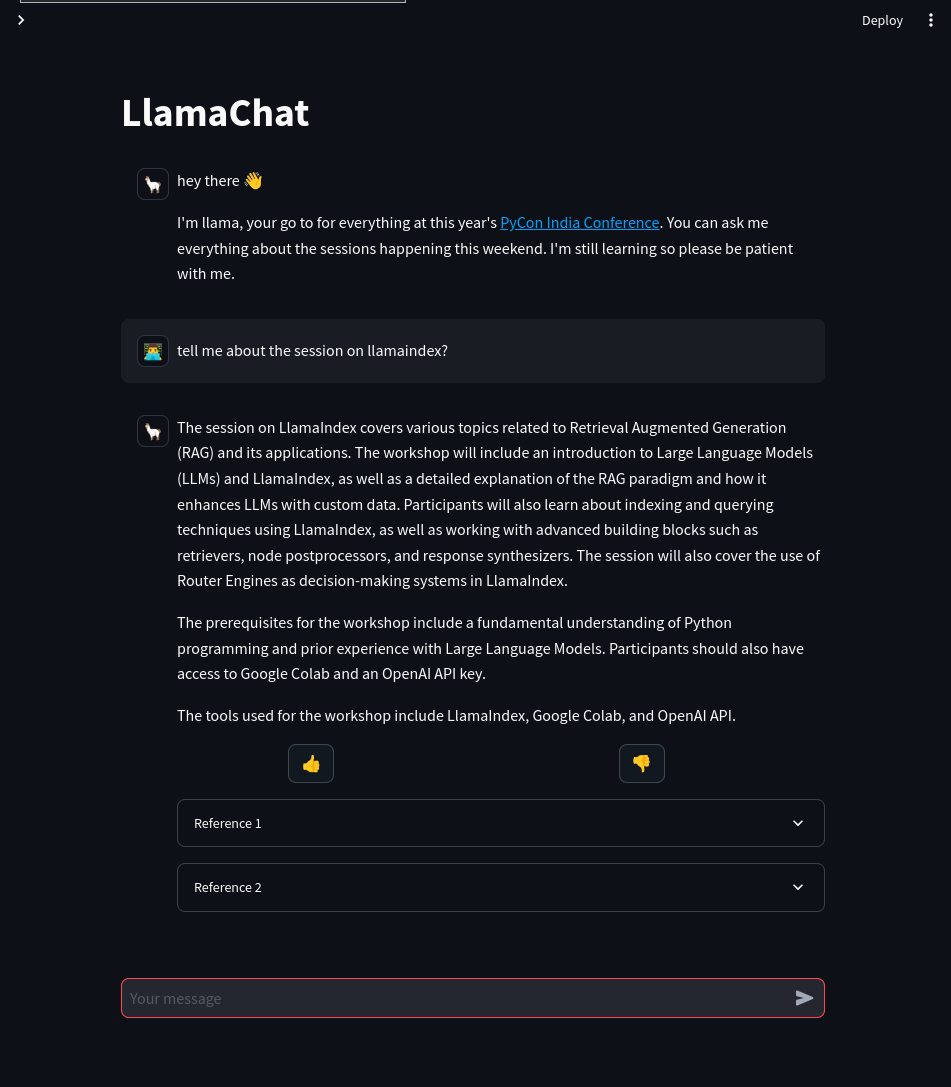 Deploy
LlamaChat
hey there 👋
I'm llama, your go to for everything at this year's PyCon India Conference. You can ask me
everything about the sessions happening this weekend. I'm still learning so please be patient
with me.
tell me about the session on llamaindex?
The session on LlamaIndex covers various topics related to Retrieval Augmented Generation
(RAG) and its applications. The workshop will include an introduction to Large Language Models
(LLMs) and LlamaIndex, as well as a detailed explanation of the RAG paradigm and how it
enhances LLMs with custom data. Participants will also learn about indexing and querying
techniques using LlamaIndex, as well as working with advanced building blocks such as
retrievers, node postprocessors, and response synthesizers. The session will also cover the use of
Router Engines as decision-making systems in LlamaIndex.
The prerequisites for the workshop include a fundamental understanding of Python
programming and prior experience with Large Language Models. Participants should also have
access to Google Colab and an OpenAI API key.
The tools used for the workshop include LlamaIndex, Google Colab, and OpenAI API.
Reference 1
Reference 2
Your message